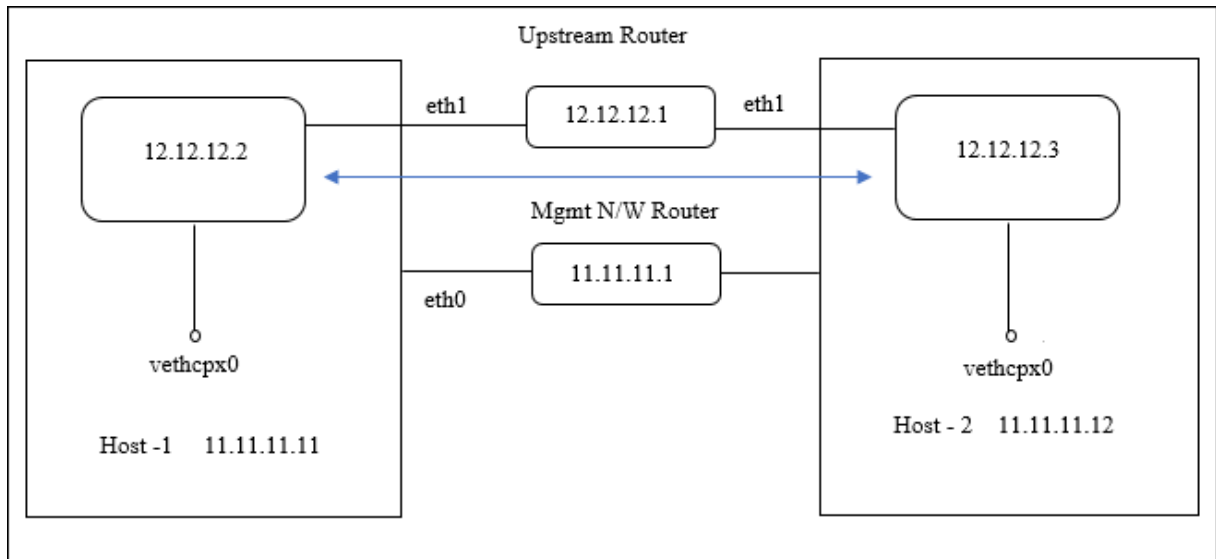 Upstream Router
eth1
12.12.12.1
eth1
12.12.12.2
12.12.12.3
Mgmt N/W Router
11.11.11.1
eth0
vethcpx0
vethcpx0
Host -1 11.11.11.11
Host - 2 11.11.11.12